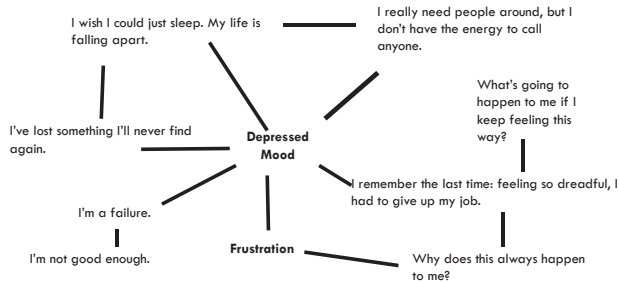 I wish I could just sleep. My life is
falling apart.
I really need people around, but I
don't have the energy to call
anyone.
What's going to
happen to me if I
keep feeling this
way?
I've lost something I'll never find
again.
Depressed
Mood
I remember the last time: feeling so dreadful, I
had to give up my job.
I'm a failure.
I'm not good enough.
Frustration
Why does this always happen
to me?